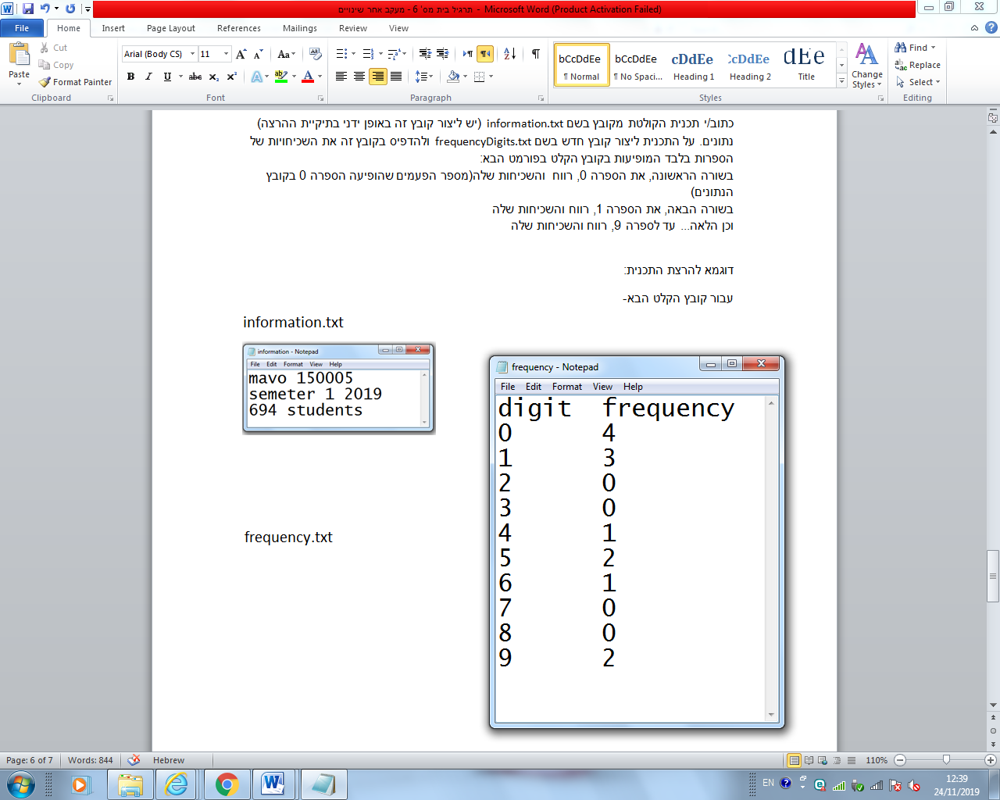 תרגיל בית מס' 6 - מעקב אחר שינויים - Microsoft Word (Product Activation Failed)
File Home Insert Page Layout References Mailings Review View
Paste
Cut
Copy
Format Painter
Clipboard
Arial (Body CS) 11
Font
Paragraph
bCcDdEe bCcDdEe cDdEe :cCdDdEe dEe
¶ Normal ¶ No Spaci... Heading 1 Heading 2 Title
Change Styles
Styles
Find
Replace
Select
Editing
כתוב/י תכנית הקולטת מקובץ בשם information.txt (יש ליצור קובץ זה באופן ידני בתיקיית ההרצה)
נתונים. על התכנית ליצור קובץ חדש בשם frequencyDigits.txt ולהדפיס בקובץ זה את השכיחויות של
הספרות בלבד המופיעות בקובץ הקלט בפורמט הבא:
בשורה הראשונה, את הספרה 0, רווח והשכיחות שלה(מספר הפעמים שהופיעה הספרה 0 בקובץ
הנתונים)
בשורה הבאה, את הספרה 1, רווח והשכיחות שלה
וכן הלאה... עד לספרה 9, רווח והשכיחות שלה
דוגמא להרצת התכנית:
עבור קובץ הקלט הבא-
information.txt
information - Notepad
File Edit Format View Help
mavo 150005
semeter 1 2019
694 students
frequency.txt
frequency - Notepad
File Edit Format View Help
digit frequency
0 4
1 3
2 0
3 0
4 1
5 2
6 1
7 0
8 0
9 2
Page: 6 of 7 Words: 844 Hebrew 110%
EN 12:39
24/11/2019